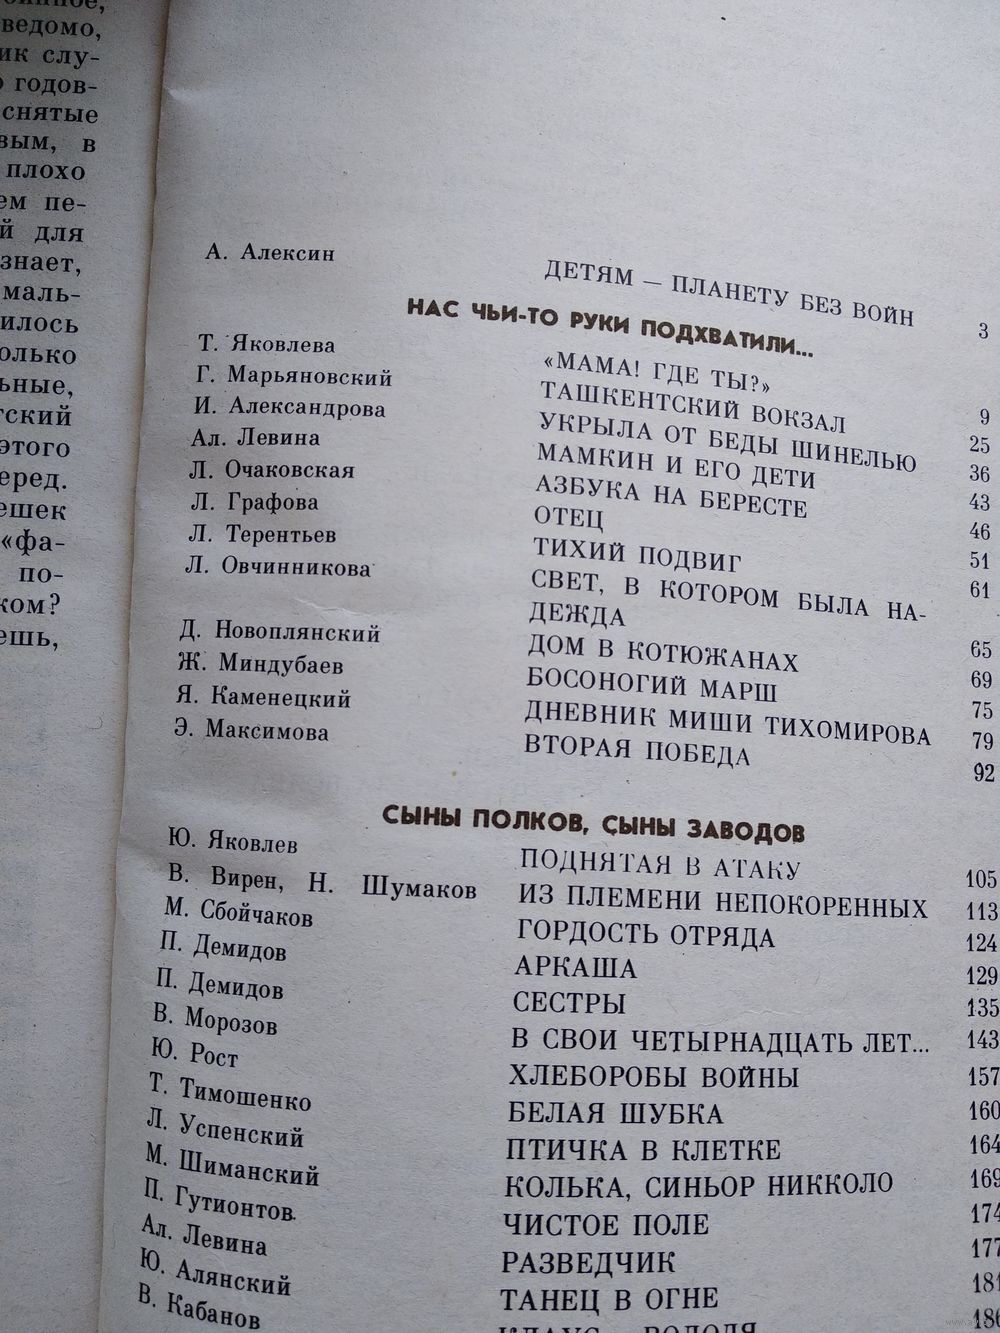 ведомо,
ик слу-
годов-
снятые
вым, в
плохо
ем пе-
й для
знает,
маль-
илось
олько
ьные,
тский
этого
еред.
ешек
«фа-
по-
ком?
ешь,
А. Алексин ДЕТЯМ — ПЛАНЕТУ БЕЗ ВОЙН 3
НАС ЧЬИ-ТО РУКИ ПОДХВАТИЛИ...
Т. Яковлева «МАМА! ГДЕ ТЫ?» 9
Г. Марьяновский ТАШКЕНТСКИЙ ВОКЗАЛ 25
И. Александрова УКРЫЛА ОТ БЕДЫ ШИНЕЛЬЮ 36
Ал. Левина МАМКИН И ЕГО ДЕТИ 43
Л. Очаковская АЗБУКА НА БЕРЕСТЕ 46
Л. Графова ОТЕЦ 51
Л. Терентьев ТИХИЙ ПОДВИГ 61
Л. Овчинникова СВЕТ, В КОТОРОМ БЫЛА НА-
ДЕЖДА 65
Д. Новоплянский ДОМ В КОТЮЖАНАХ 69
Ж. Миндубаев БОСОНОГИЙ МАРШ 75
Я. Каменецкий ДНЕВНИК МИШИ ТИХОМИРОВА 79
Э. Максимова ВТОРАЯ ПОБЕДА 92
СЫНЫ ПОЛКОВ, СЫНЫ ЗАВОДОВ
Ю. Яковлев ПОДНЯТАЯ В АТАКУ 105
В. Вирен, Н. Шумаков ИЗ ПЛЕМЕНИ НЕПОКОРЕННЫХ 113
М. Сбойчаков ГОРДОСТЬ ОТРЯДА 124
П. Демидов АРКАША 129
П. Демидов СЕСТРЫ 135
В. Морозов В СВОИ ЧЕТЫРНАДЦАТЬ ЛЕТ... 143
Ю. Рост ХЛЕБОРОБЫ ВОЙНЫ 157
Т. Тимошенко БЕЛАЯ ШУБКА 160
Л. Успенский ПТИЧКА В КЛЕТКЕ 164
М. Шиманский КОЛЬКА, СИНЬОР НИККОЛО 169
П. Гутионтов ЧИСТОЕ ПОЛЕ 174
Ал. Левина РАЗВЕДЧИК 177
Ю. Алянский ТАНЕЦ В ОГНЕ 181
В. Кабанов 186